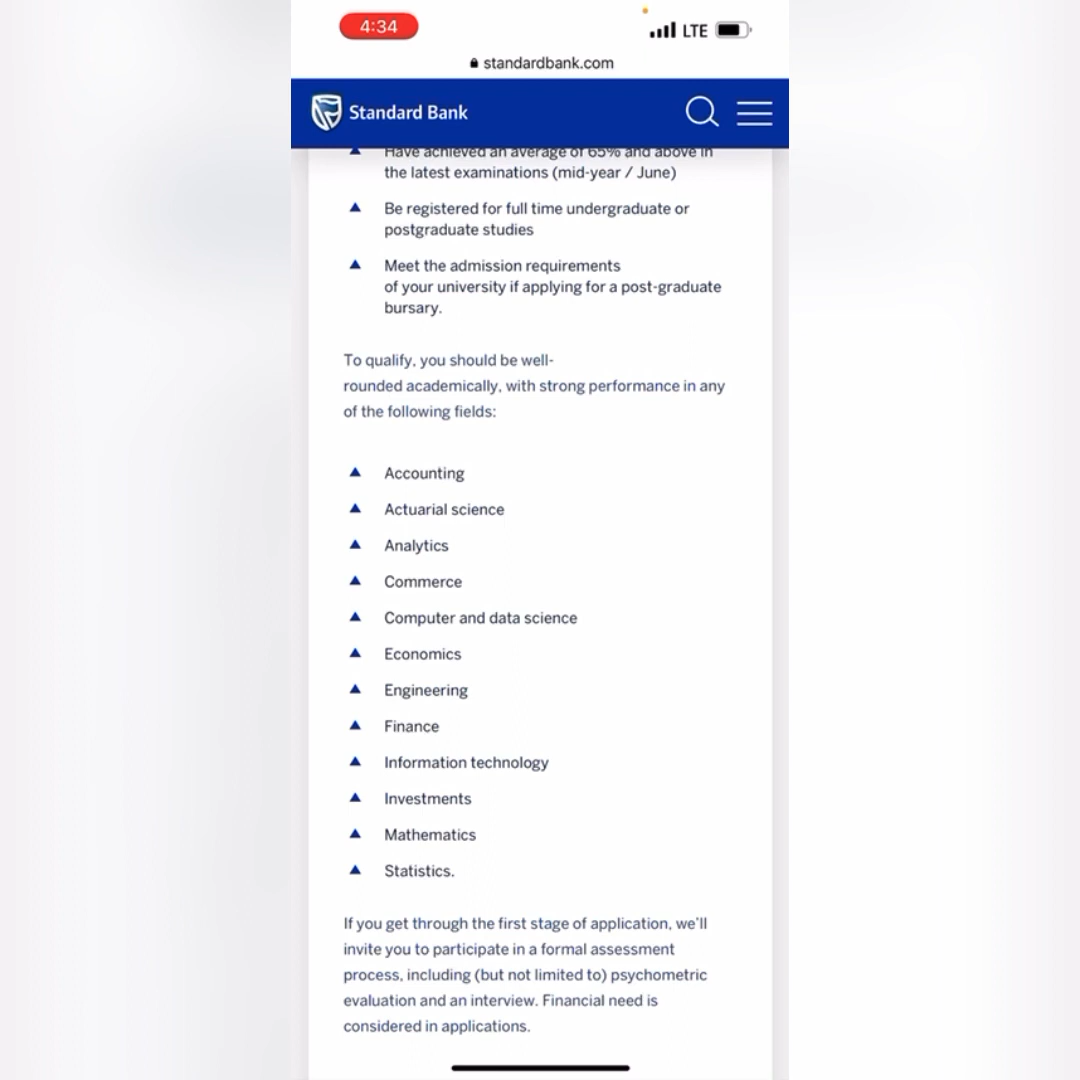 4:34
LTE
standardbank.com
Standard Bank
Have achieved an average of 65% and above in
the latest examinations (mid-year / June)
Be registered for full time undergraduate or
postgraduate studies
Meet the admission requirements
of your university if applying for a post-graduate
bursary.
To qualify, you should be well-
rounded academically, with strong performance in any
of the following fields:
Accounting
Actuarial science
Analytics
Commerce
Computer and data science
Economics
Engineering
Finance
Information technology
Investments
Mathematics
Statistics.
If you get through the first stage of application, we'll
invite you to participate in a formal assessment
process, including (but not limited to) psychometric
evaluation and an interview. Financial need is
considered in applications.